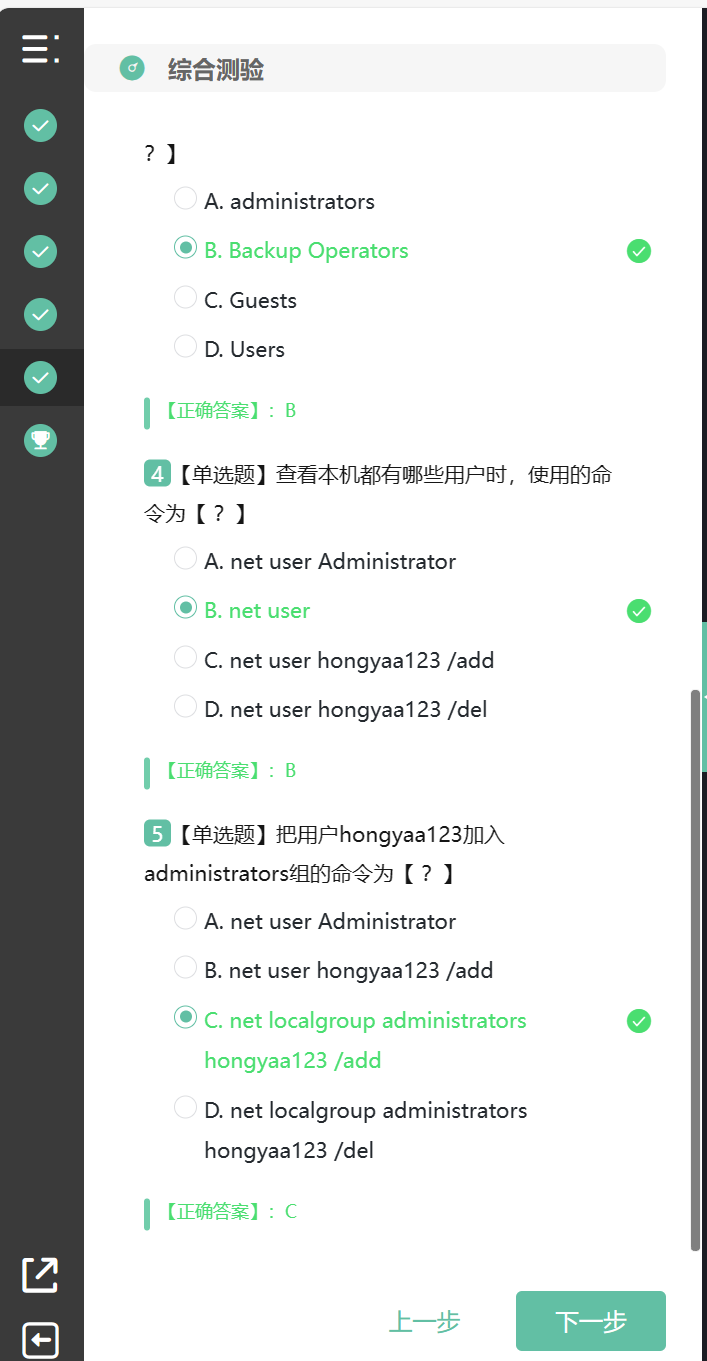 综合测验
？】
A. administrators
B. Backup Operators
C. Guests
D. Users
【正确答案】：B
4【单选题】查看本机都有哪些用户时，使用的命
令为【 ？】
A. net user Administrator
B. net user
C. net user hongyaa123 /add
D. net user hongyaa123 /del
【正确答案】：B
5【单选题】把用户hongyaa123加入
administrators组的命令为【 ？】
A. net user Administrator
B. net user hongyaa123 /add
C. net localgroup administrators
hongyaa123 /add
D. net localgroup administrators
hongyaa123 /del
【正确答案】：C
上一步
下一步